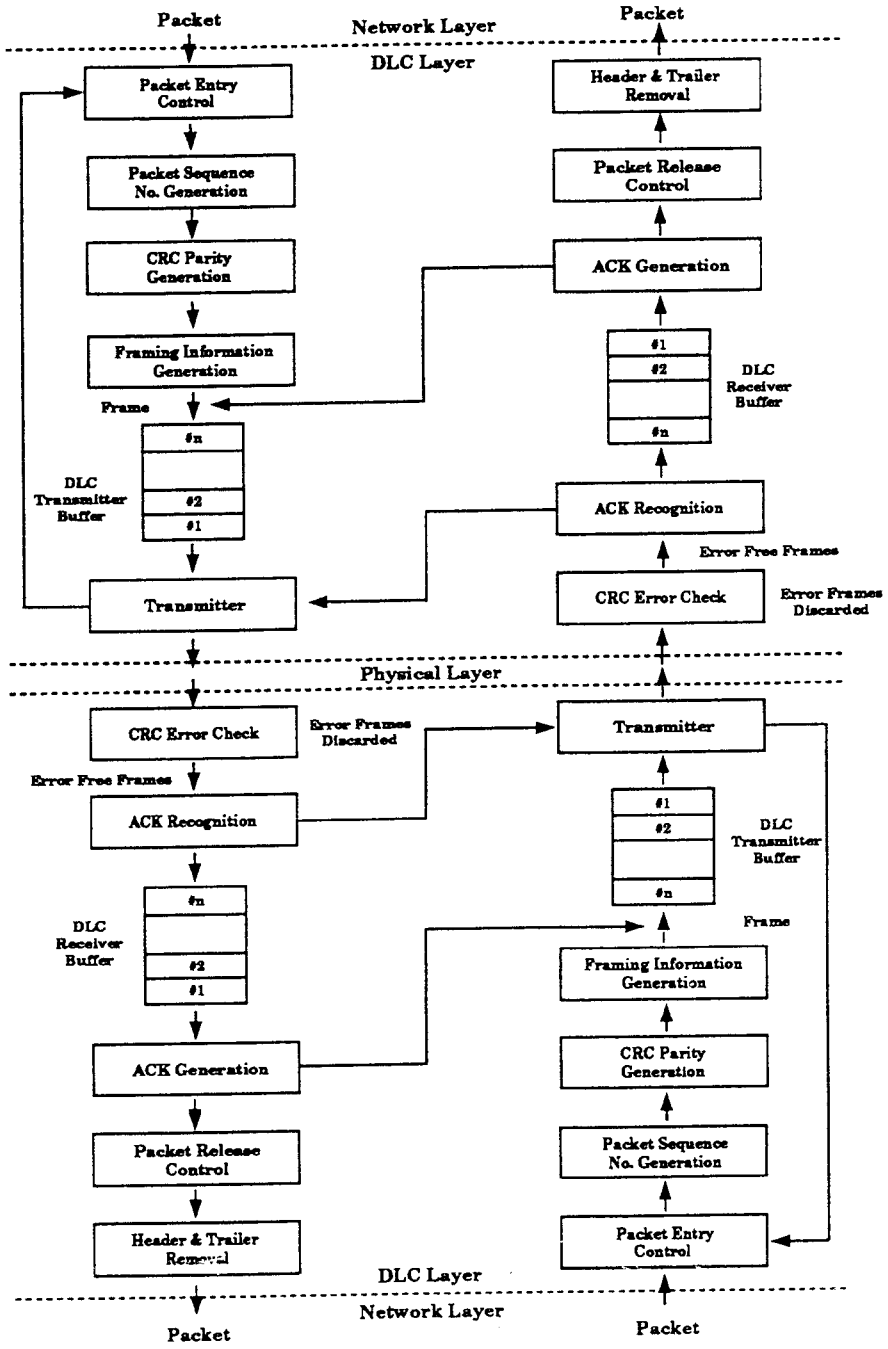 Packet
Network Layer
Packet
DLC Layer
Packet Entry
Control
Header & Trailer
Removal
Packet Sequence
No. Generation
Packet Release
Control
CRC Parity
Generation
ACK Generation
Framing Information
Generation
#1
#2
#n
DLC
Receiver
Buffer
Frame
#n
#2
#1
DLC
Transmitter
Buffer
ACK Recognition
Error Free Frames
Transmitter
CRC Error Check
Error Frames
Discarded
Physical Layer
CRC Error Check
Error Frames
Discarded
Transmitter
Error Free Frames
ACK Recognition
#1
#2
#n
DLC
Transmitter
Buffer
#n
#2
#1
DLC
Receiver
Buffer
Frame
Framing Information
Generation
ACK Generation
CRC Parity
Generation
Packet Release
Control
Packet Sequence
No. Generation
Header & Trailer
Removal
Packet Entry
Control
DLC Layer
Network Layer
Packet
Packet